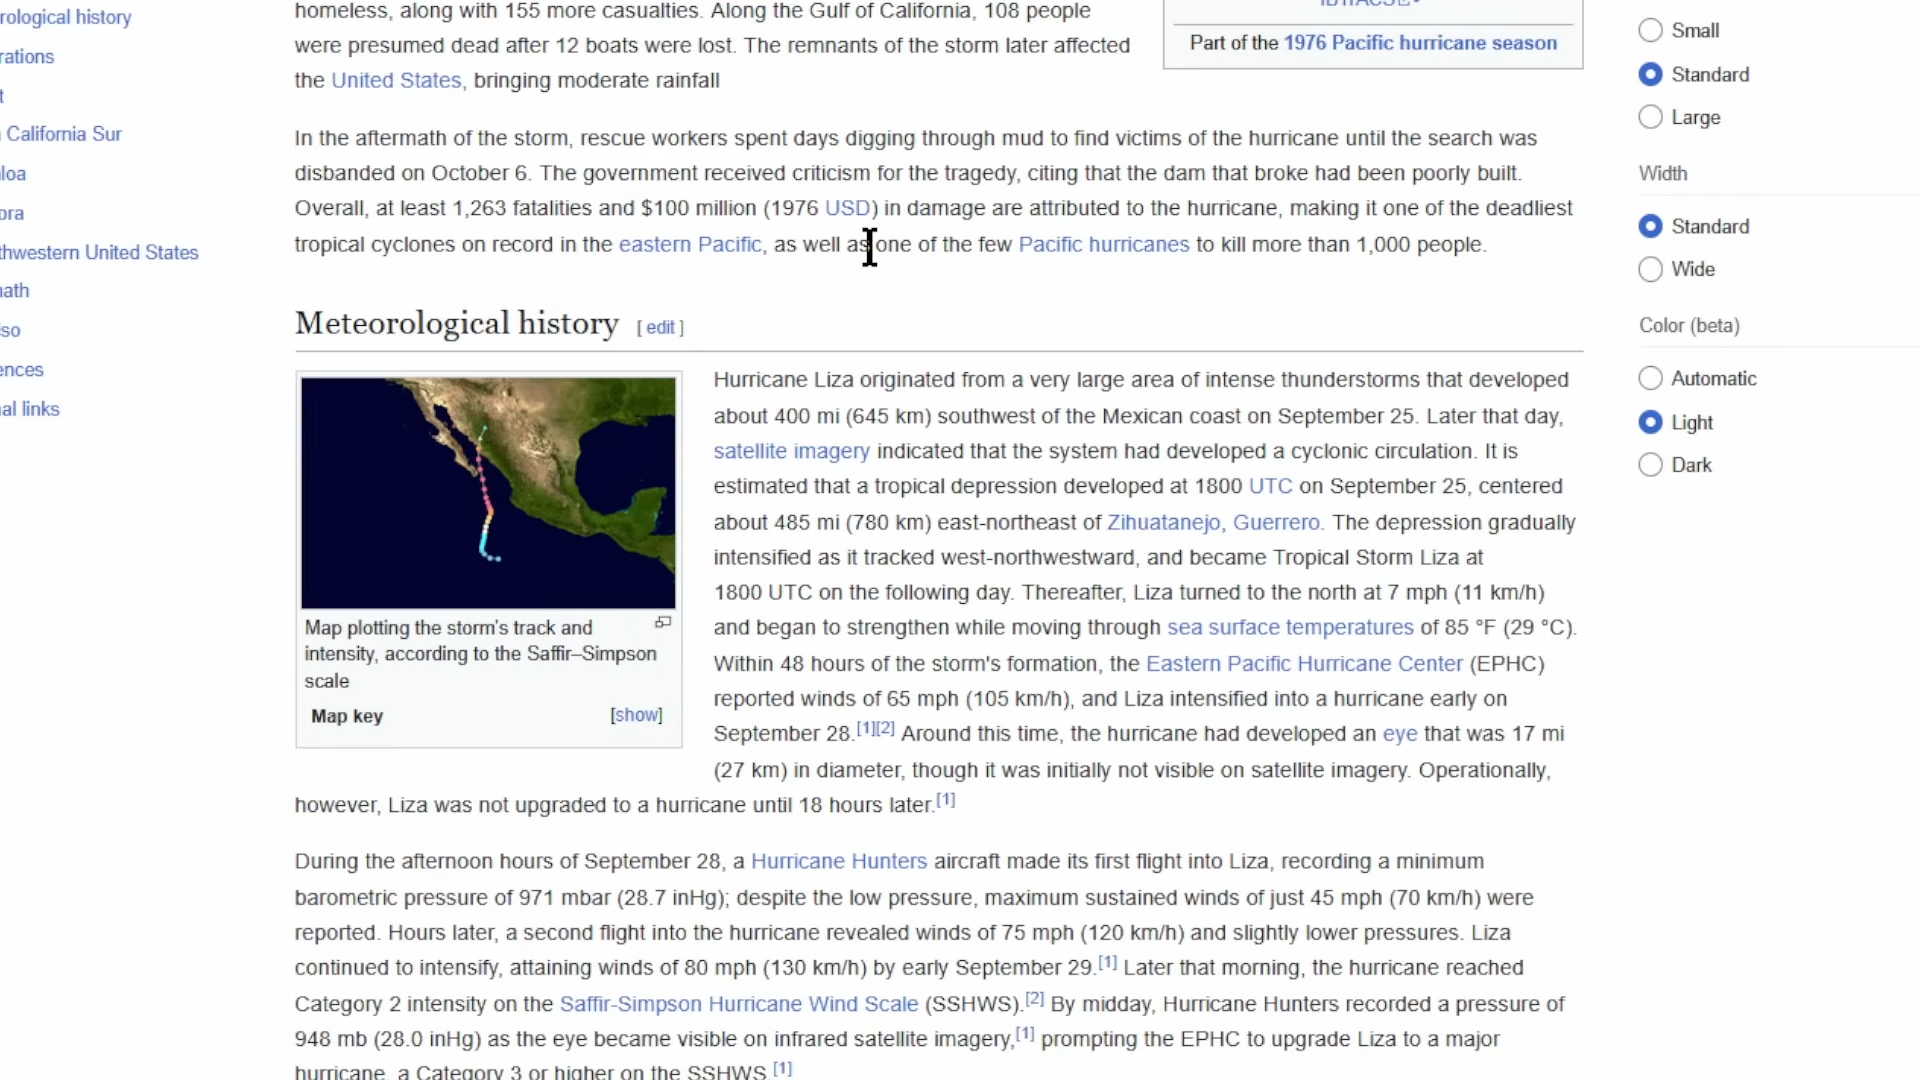 rological history
rations
t
California Sur
loa
ora
thwestern United States
nath
lso
ences
al links
homeless, along with 155 more casualties. Along the Gulf of California, 108 people
were presumed dead after 12 boats were lost. The remnants of the storm later affected
the United States, bringing moderate rainfall
Part of the 1976 Pacific hurricane season
In the aftermath of the storm, rescue workers spent days digging through mud to find victims of the hurricane until the search was
disbanded on October 6. The government received criticism for the tragedy, citing that the dam that broke had been poorly built.
Overall, at least 1,263 fatalities and $100 million (1976 USD) in damage are attributed to the hurricane, making it one of the deadliest
tropical cyclones on record in the eastern Pacific, as well as one of the few Pacific hurricanes to kill more than 1,000 people.
Meteorological history [ edit ]
Map plotting the storm's track and
intensity, according to the Saffir–Simpson
scale
Map key [show]
Hurricane Liza originated from a very large area of intense thunderstorms that developed
about 400 mi (645 km) southwest of the Mexican coast on September 25. Later that day,
satellite imagery indicated that the system had developed a cyclonic circulation. It is
estimated that a tropical depression developed at 1800 UTC on September 25, centered
about 485 mi (780 km) east-northeast of Zihuatanejo, Guerrero. The depression gradually
intensified as it tracked west-northwestward, and became Tropical Storm Liza at
1800 UTC on the following day. Thereafter, Liza turned to the north at 7 mph (11 km/h)
and began to strengthen while moving through sea surface temperatures of 85 °F (29 °C).
Within 48 hours of the storm's formation, the Eastern Pacific Hurricane Center (EPHC)
reported winds of 65 mph (105 km/h), and Liza intensified into a hurricane early on
September 28.[1][2] Around this time, the hurricane had developed an eye that was 17 mi
(27 km) in diameter, though it was initially not visible on satellite imagery. Operationally,
however, Liza was not upgraded to a hurricane until 18 hours later.[1]
During the afternoon hours of September 28, a Hurricane Hunters aircraft made its first flight into Liza, recording a minimum
barometric pressure of 971 mbar (28.7 inHg); despite the low pressure, maximum sustained winds of just 45 mph (70 km/h) were
reported. Hours later, a second flight into the hurricane revealed winds of 75 mph (120 km/h) and slightly lower pressures. Liza
continued to intensify, attaining winds of 80 mph (130 km/h) by early September 29.[1] Later that morning, the hurricane reached
Category 2 intensity on the Saffir-Simpson Hurricane Wind Scale (SSHWS).[2] By midday, Hurricane Hunters recorded a pressure of
948 mb (28.0 inHg) as the eye became visible on infrared satellite imagery,[1] prompting the EPHC to upgrade Liza to a major
hurricane, a Category 3 or higher on the SSHWS.[1]
Small
Standard
Large
Width
Standard
Wide
Color (beta)
Automatic
Light
Dark